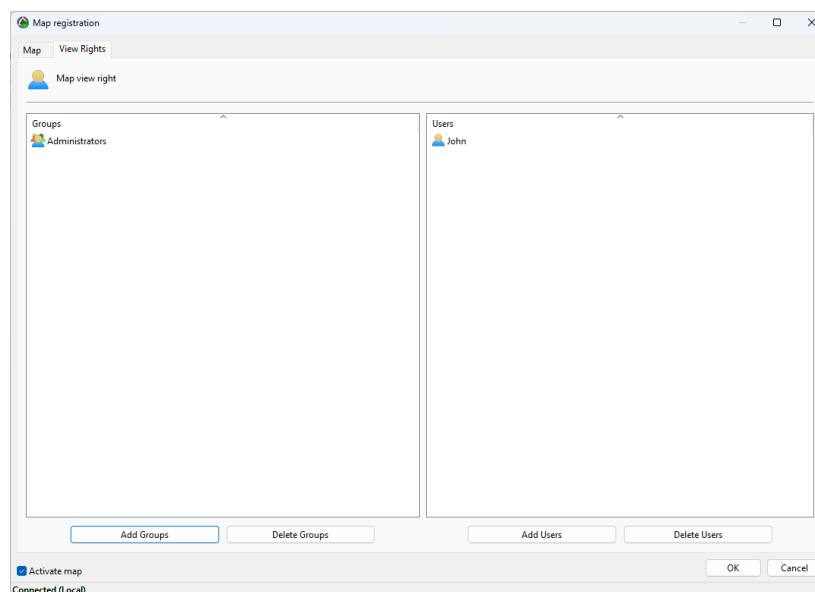 Map registration
Map View Rights
Map view right
Groups
Administrators
Users
John
Add Groups Delete Groups Add Users Delete Users
Activate map
OK Cancel
Connected (Local)